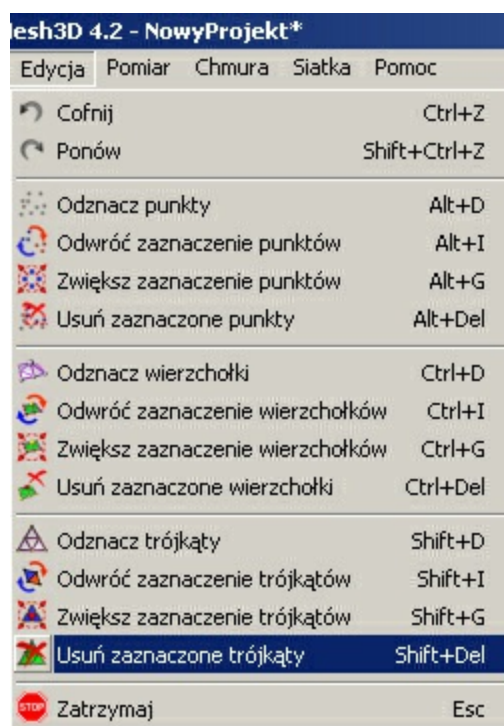 esh3D 4.2 - NowyProjekt*
Edycja Pomiar Chmura Siatka Pomoc
Cofnij Ctrl+Z
Ponów Shift+Ctrl+Z
Odznacz punkty Alt+D
Odwróć zaznaczenie punktów Alt+I
Zwiększ zaznaczenie punktów Alt+G
Usuń zaznaczone punkty Alt+Del
Odznacz wierzchołki Ctrl+D
Odwróć zaznaczenie wierzchołków Ctrl+I
Zwiększ zaznaczenie wierzchołków Ctrl+G
Usuń zaznaczone wierzchołki Ctrl+Del
Odznacz trójkąty Shift+D
Odwróć zaznaczenie trójkątów Shift+I
Zwiększ zaznaczenie trójkątów Shift+G
Usuń zaznaczone trójkąty Shift+Del
STOP Zatrzymaj Esc